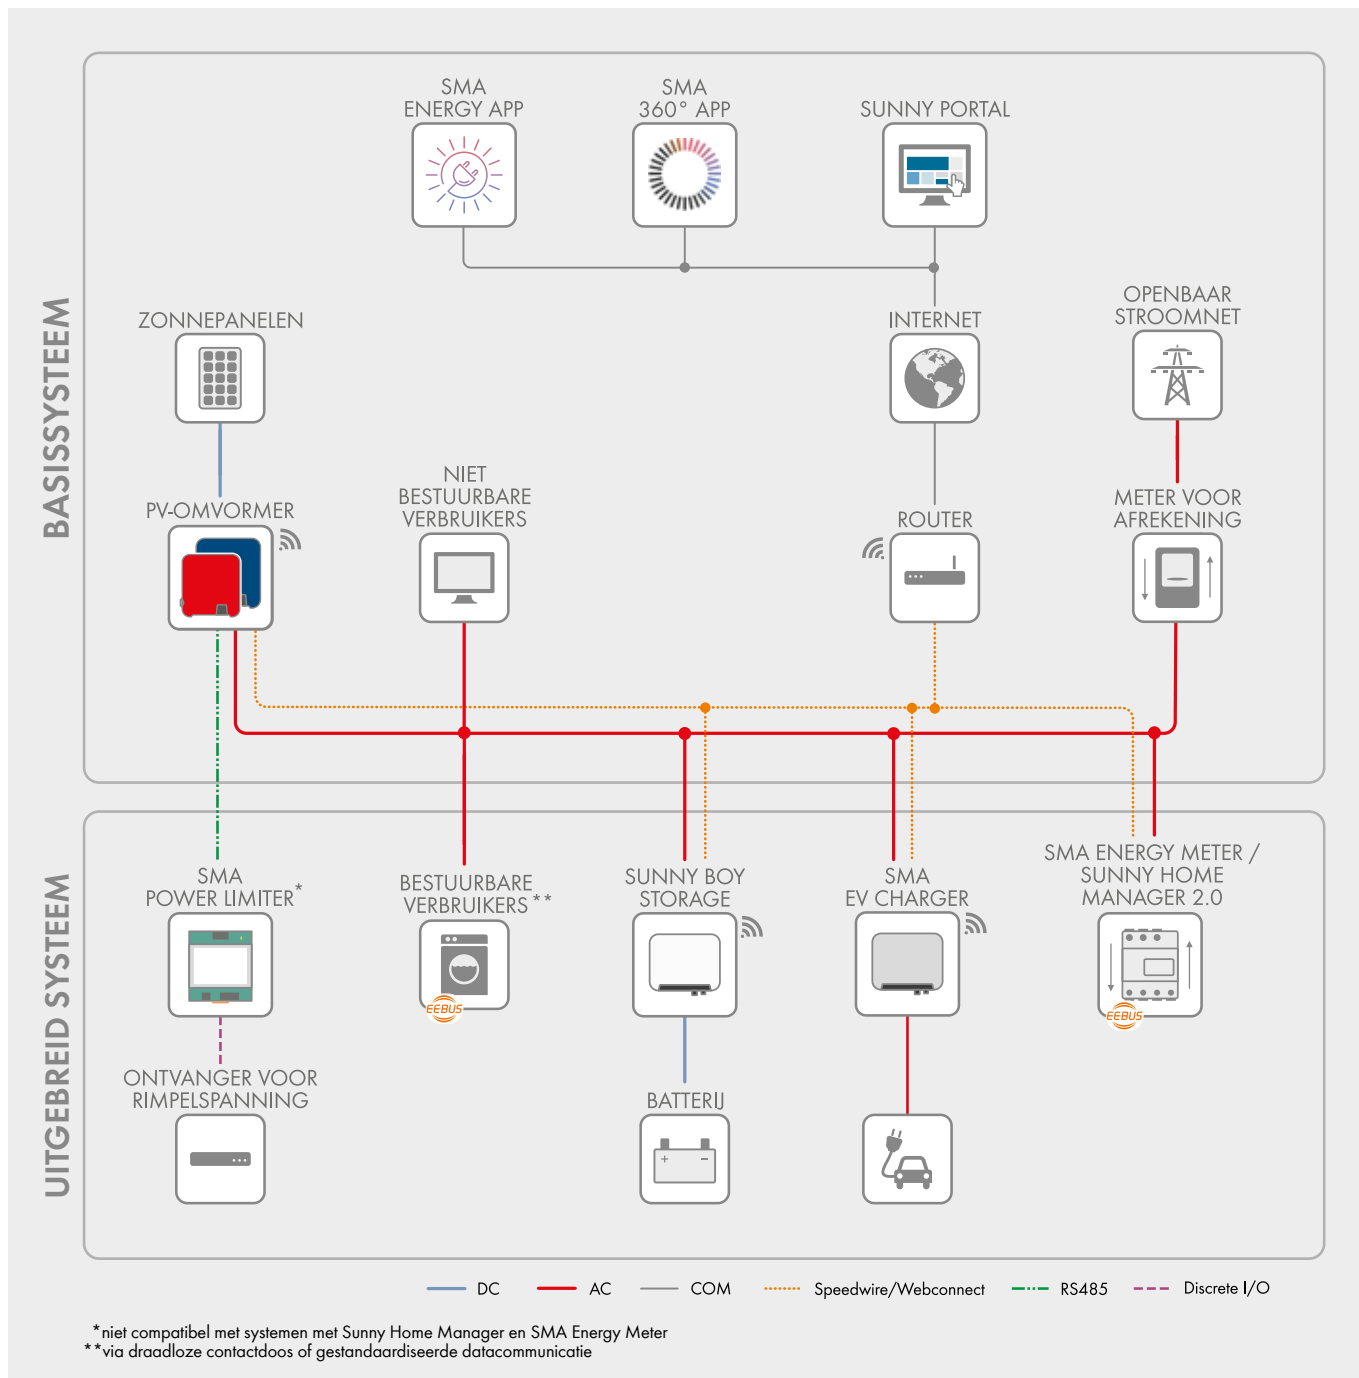 BASISSYSTEEM
SMA
ENERGY APP
SMA
360° APP
SUNNY PORTAL
ZONNEPANELEN
INTERNET
OPENBAAR
STROOMNET
PV-OMVORMER
NIET
BESTUURBARE
VERBRUIKERS
ROUTER
METER VOOR
AFREKENING
UITGEBREID SYSTEEM
SMA
POWER LIMITER*
BESTUURBARE
VERBRUIKERS**
EEBUS
SUNNY BOY
STORAGE
SMA
EV CHARGER
SMA ENERGY METER /
SUNNY HOME
MANAGER 2.0
EEBUS
ONTVANGER VOOR
RIMPELSPANNING
BATTERIJ
+ −
DC
AC
COM
Speedwire/Webconnect
RS485
Discrete I/O
*niet compatibel met systemen met Sunny Home Manager en SMA Energy Meter
**via draadloze contactdoos of gestandaardiseerde datacommunicatie